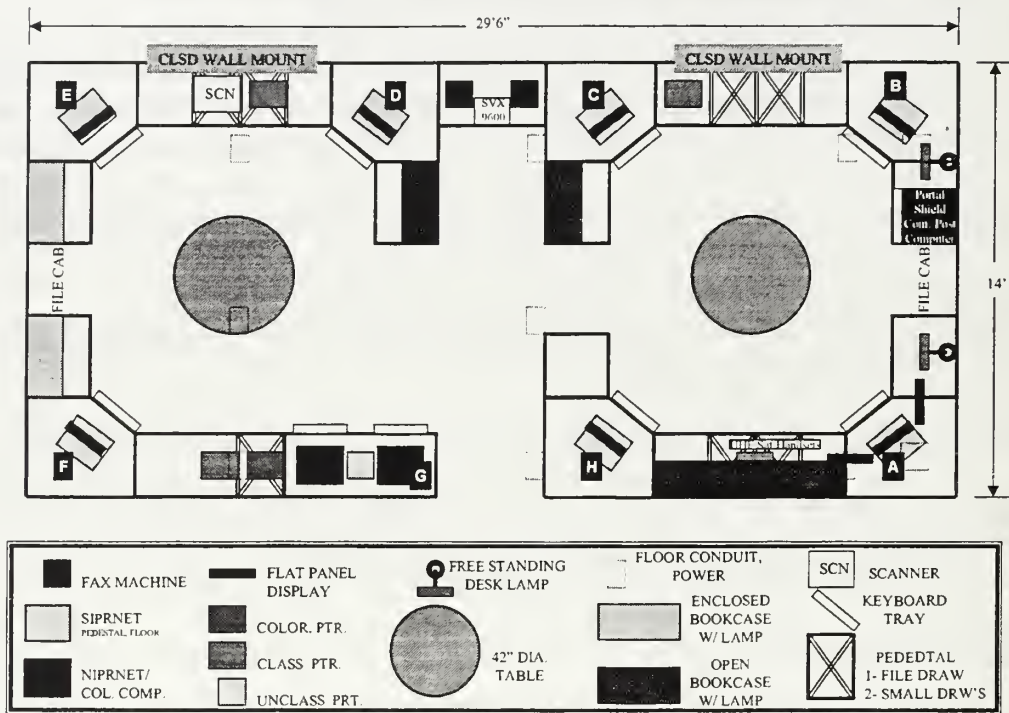 29'6"
CLSD WALL MOUNT
CLSD WALL MOUNT
E
SCN
D
SVX
9600
C
B
Portal
Shield
Com. Post
Computer
FILE CAB
FILE CAB
14'
F
G
H
A
FAX MACHINE
SIPRNET
PEDESTAL, FLOOR
NIPRNET/
COL. COMP.
FLAT PANEL
DISPLAY
COLOR. PTR.
CLASS PTR.
UNCLASS PRT.
FREE STANDING
DESK LAMP
42" DIA.
TABLE
FLOOR CONDUIT,
POWER
ENCLOSED
BOOKCASE
W/ LAMP
OPEN
BOOKCASE
W/ LAMP
SCN
SCANNER
KEYBOARD
TRAY
PEDEDTAL
1- FILE DRAW
2- SMALL DRW'S